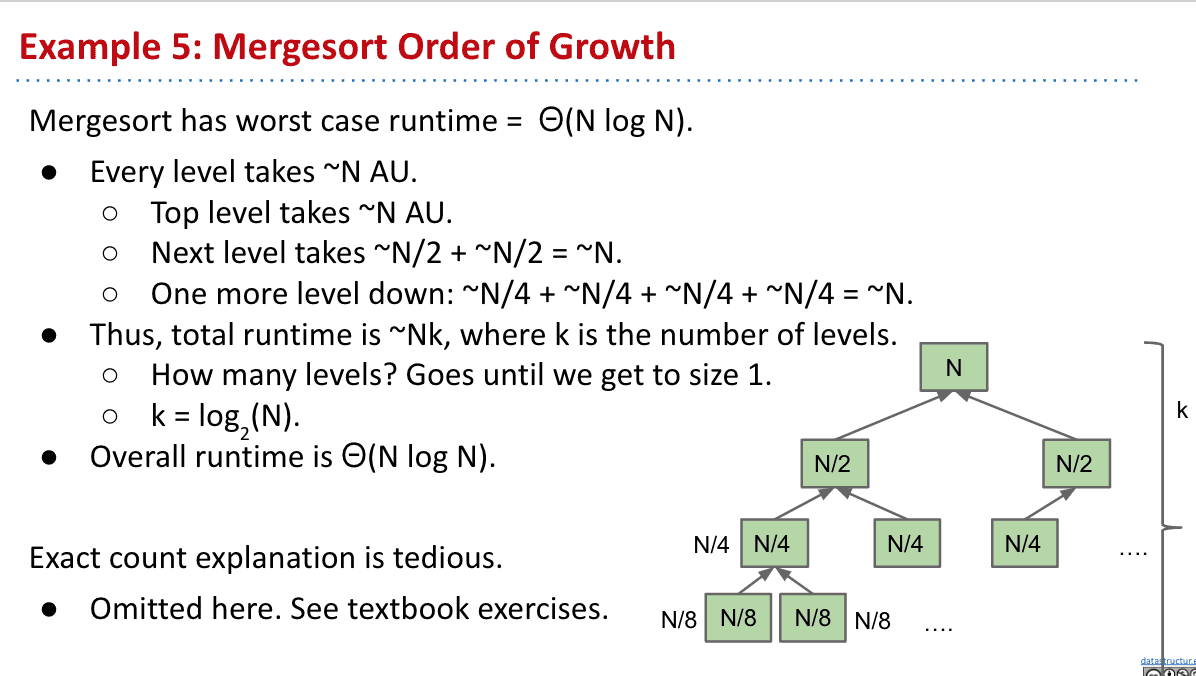 Example 5: Mergesort Order of Growth
Mergesort has worst case runtime = Θ(N log N).
● Every level takes ~N AU.
○ Top level takes ~N AU.
○ Next level takes ~N/2 + ~N/2 = ~N.
○ One more level down: ~N/4 + ~N/4 + ~N/4 + ~N/4 = ~N.
● Thus, total runtime is ~Nk, where k is the number of levels.
○ How many levels? Goes until we get to size 1.
○ k = log₂(N).
● Overall runtime is Θ(N log N).
Exact count explanation is tedious.
● Omitted here. See textbook exercises.
N
k
N/2 N/2
N/4 N/4 N/4 N/4 ....
N/8 N/8 N/8 N/8 ....
datastructur.e